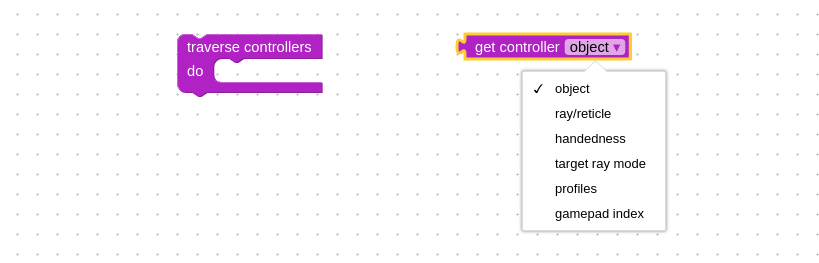 traverse controllers
do
get controller object ▾
✓ object
ray/reticle
handedness
target ray mode
profiles
gamepad index